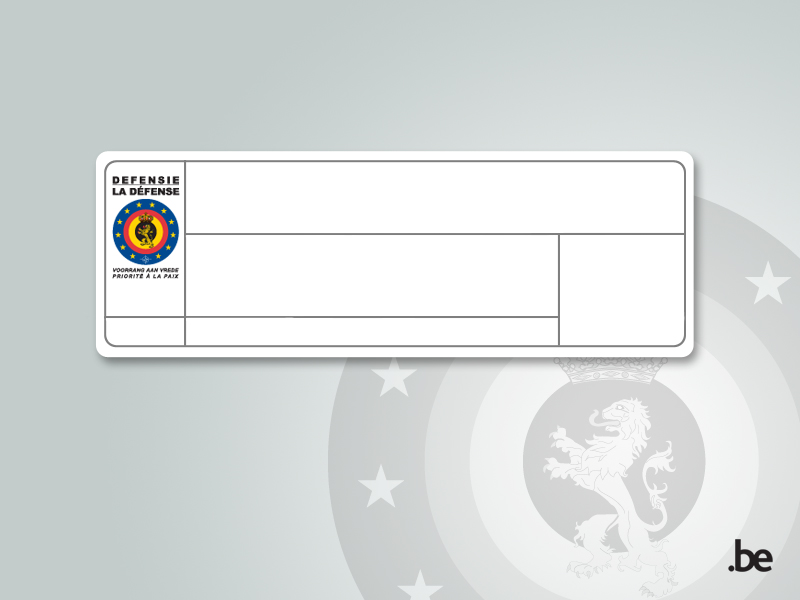 DEFENSIE
LA DÉFENSE
VOORRANG AAN VREDE
PRIORITÉ À LA PAIX
.be